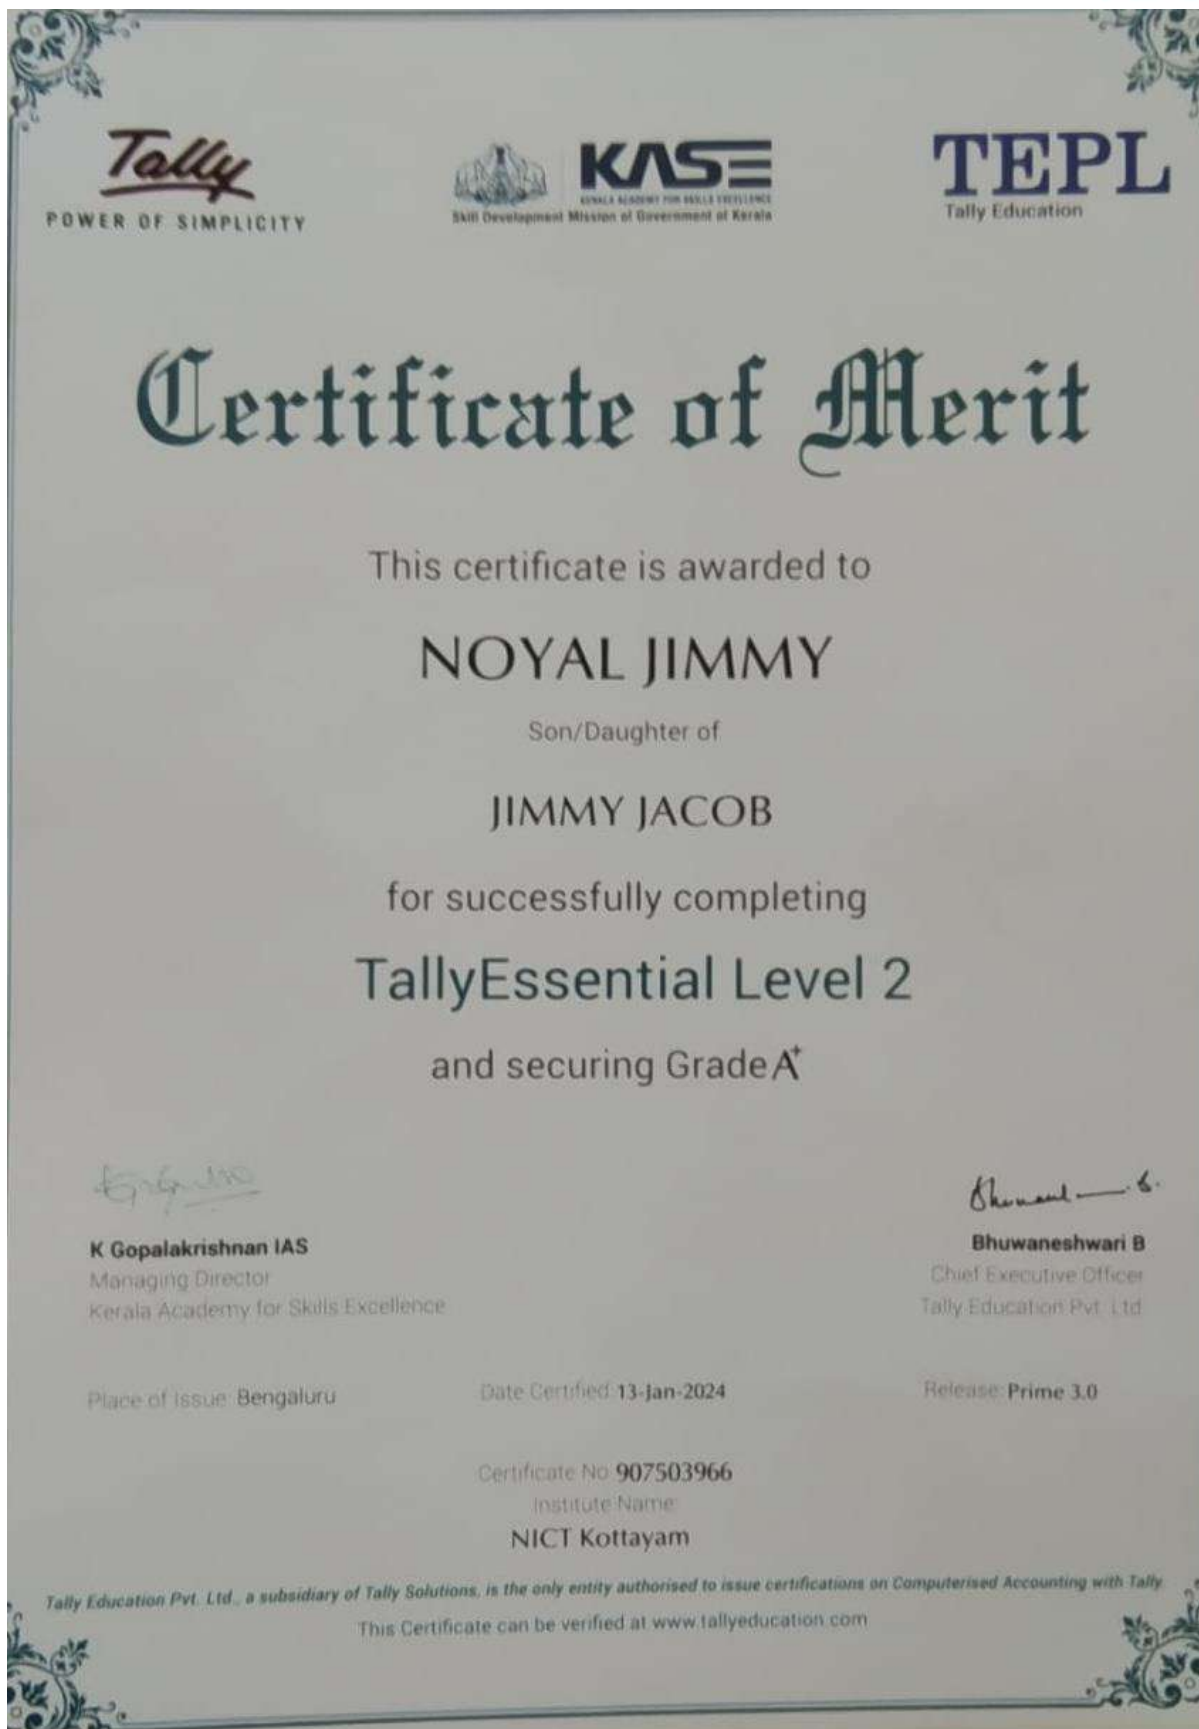 Tally
POWER OF SIMPLICITY
KASE
KERALA ACADEMY FOR SKILLS EXCELLENCE
Skill Development Mission of Government of Kerala
TEPL
Tally Education
Certificate of Merit
This certificate is awarded to
NOYAL JIMMY
Son/Daughter of
JIMMY JACOB
for successfully completing
TallyEssential Level 2
and securing Grade A+
K Gopalakrishnan IAS
Managing Director
Kerala Academy for Skills Excellence
Bhuwaneshwari B
Chief Executive Officer
Tally Education Pvt. Ltd
Place of Issue: Bengaluru
Date Certified: 13-Jan-2024
Release: Prime 3.0
Certificate No: 907503966
Institute Name:
NICT Kottayam
Tally Education Pvt. Ltd., a subsidiary of Tally Solutions, is the only entity authorised to issue certifications on Computerised Accounting with Tally
This Certificate can be verified at www.tallyeducation.com